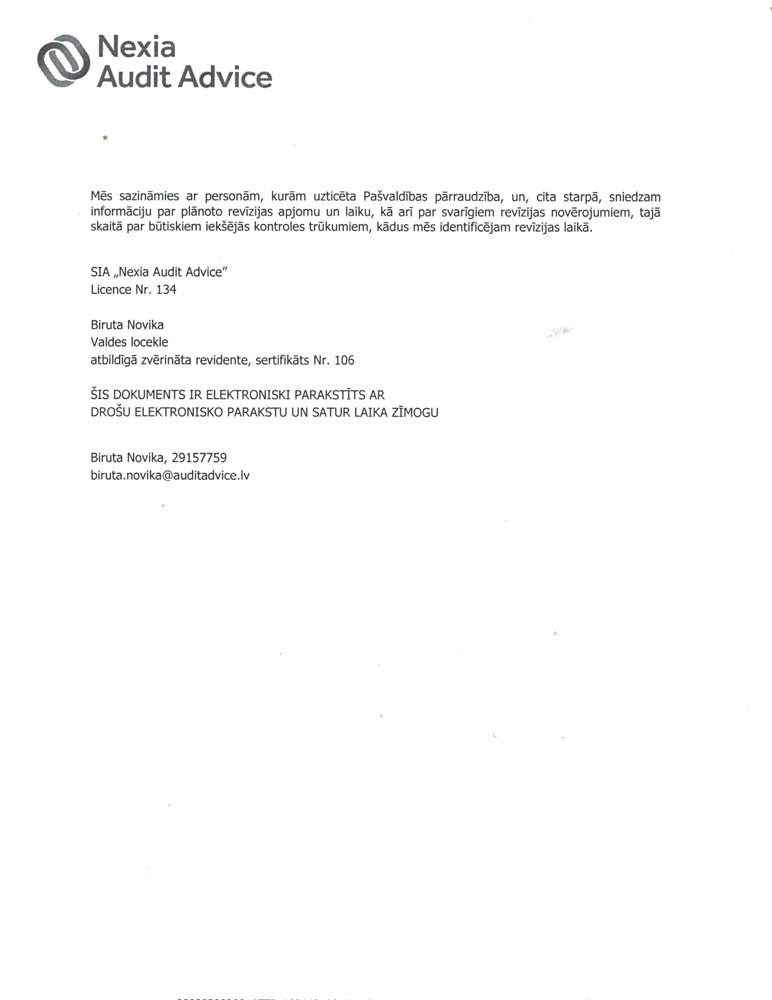 Nexia
Audit Advice
Mēs sazināmies ar personām, kurām uzticēta Pašvaldības pārraudzība, un, cita starpā, sniedzam
informāciju par plānoto revīzijas apjomu un laiku, kā arī par svarīgiem revīzijas novērojumiem, tajā
skaitā par būtiskiem iekšējās kontroles trūkumiem, kādus mēs identificējam revīzijas laikā.
SIA „Nexia Audit Advice”
Licence Nr. 134
Biruta Novika
Valdes locekle
atbildīgā zvērināta revidente, sertifikāts Nr. 106
ŠIS DOKUMENTS IR ELEKTRONISKI PARAKSTĪTS AR
DROŠU ELEKTRONISKO PARAKSTU UN SATUR LAIKA ZĪMOGU
Biruta Novika, 29157759
biruta.novika@auditadvice.lv